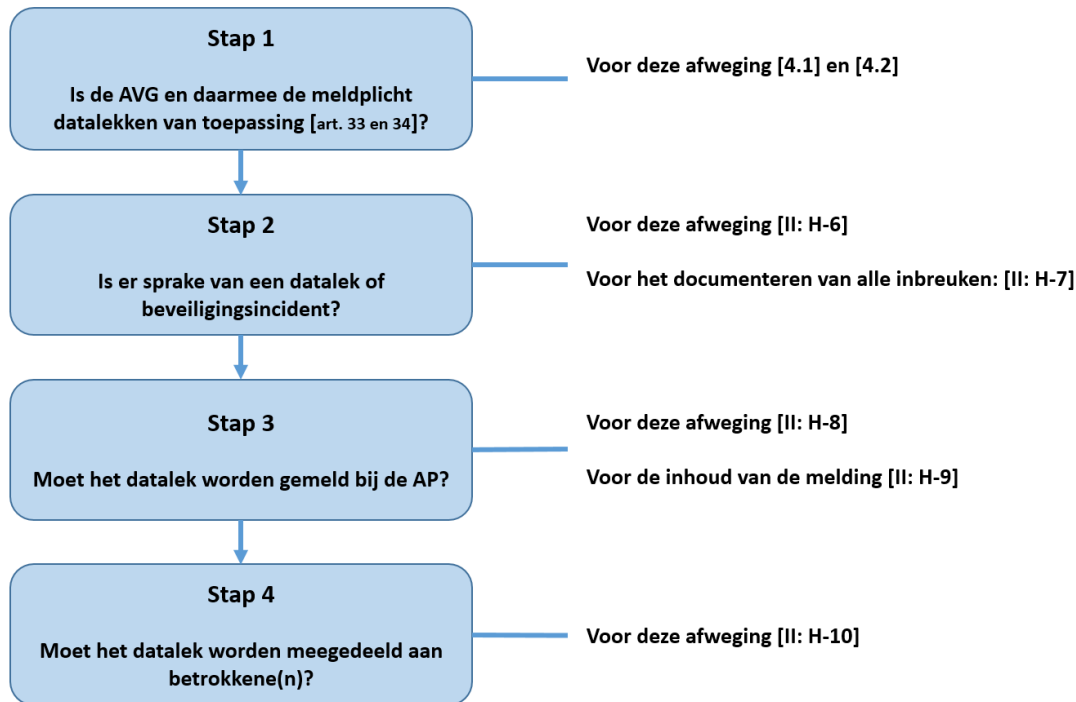 Stap 1
Is de AVG en daarmee de meldplicht
datalekken van toepassing [art. 33 en 34]?
Voor deze afweging [4.1] en [4.2]
Stap 2
Is er sprake van een datalek of
beveiligingsincident?
Voor deze afweging [II: H-6]
Voor het documenteren van alle inbreuken: [II: H-7]
Stap 3
Moet het datalek worden gemeld bij de AP?
Voor deze afweging [II: H-8]
Voor de inhoud van de melding [II: H-9]
Stap 4
Moet het datalek worden meegedeeld aan
betrokkene(n)?
Voor deze afweging [II: H-10]